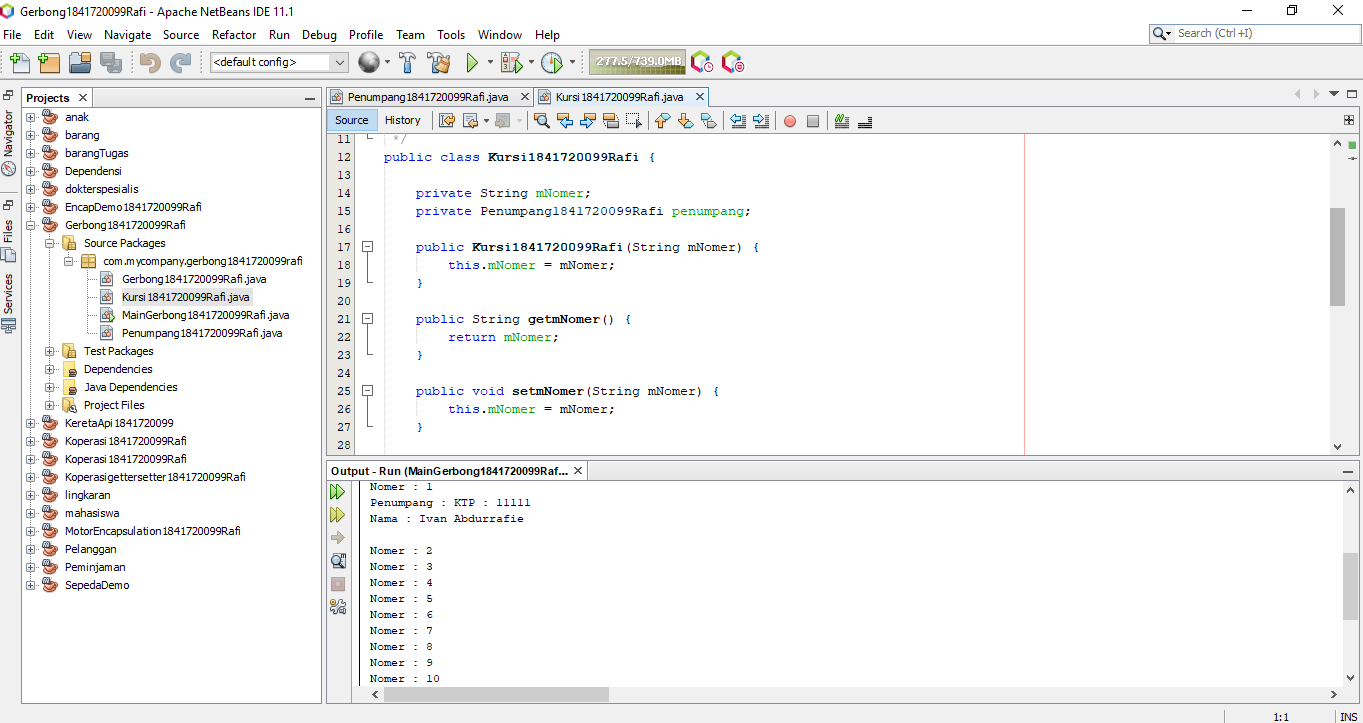 Gerbong1841720099Rafi - Apache NetBeans IDE 11.1
File Edit View Navigate Source Refactor Run Debug Profile Team Tools Window Help
Search (Ctrl+I)
<default config>
277.5/739.0MB
Navigator
Files
Services
Projects
anak
barang
barangTugas
Dependensi
dokterspesialis
EncapDemo1841720099Rafi
Gerbong1841720099Rafi
Source Packages
com.mycompany.gerbong1841720099rafi
Gerbong1841720099Rafi.java
Kursi1841720099Rafi.java
MainGerbong1841720099Rafi.java
Penumpang1841720099Rafi.java
Test Packages
Dependencies
Java Dependencies
Project Files
KeretaApi1841720099
Koperasi1841720099Rafi
Koperasi1841720099Rafi
Koperasigettersetter1841720099Rafi
lingkaran
mahasiswa
MotorEncapsulation1841720099Rafi
Pelanggan
Peminjaman
SepedaDemo
Penumpang1841720099Rafi.java
Kursi1841720099Rafi.java
Source History
11 */
12 public class Kursi1841720099Rafi {
13
14 private String mNomer;
15 private Penumpang1841720099Rafi penumpang;
16
17 public Kursi1841720099Rafi(String mNomer) {
18 this.mNomer = mNomer;
19 }
20
21 public String getmNomer() {
22 return mNomer;
23 }
24
25 public void setmNomer(String mNomer) {
26 this.mNomer = mNomer;
27 }
28
Output - Run (MainGerbong1841720099Raf...
Nomer : 1
Penumpang : KTP : 11111
Nama : Ivan Abdurrafie
Nomer : 2
Nomer : 3
Nomer : 4
Nomer : 5
Nomer : 6
Nomer : 7
Nomer : 8
Nomer : 9
Nomer : 10
1:1 INS